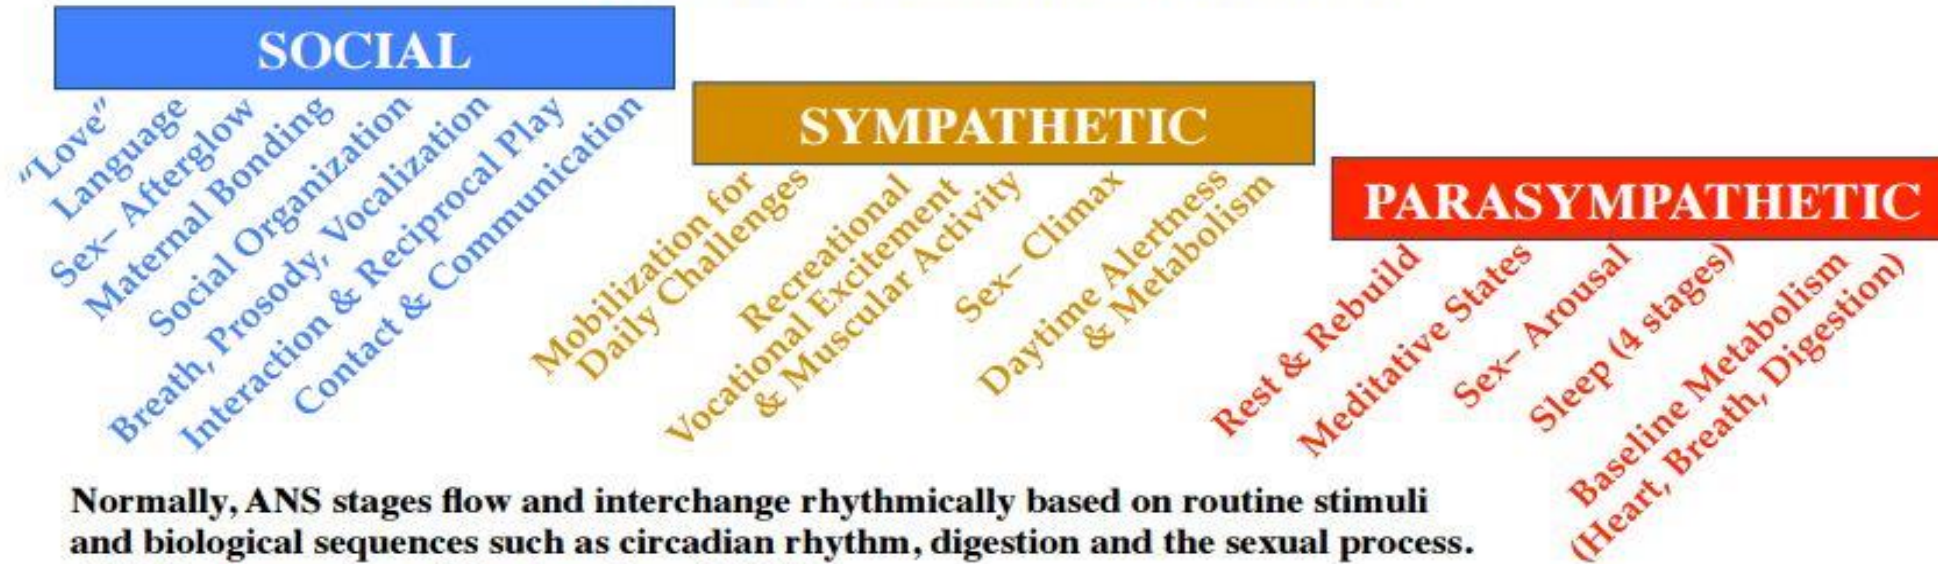 SOCIAL
"Love"
Language
Sex– Afterglow
Maternal Bonding
Social Organization
Breath, Prosody, Vocalization
Interaction & Reciprocal Play
Contact & Communication
SYMPATHETIC
Mobilization for
Daily Challenges
Recreational
Vocational Excitement
& Muscular Activity
Sex– Climax
Daytime Alertness
& Metabolism
PARASYMPATHETIC
Rest & Rebuild
Meditative States
Sex– Arousal
Sleep (4 stages)
Baseline Metabolism
(Heart, Breath, Digestion)
Normally, ANS stages flow and interchange rhythmically based on routine stimuli
and biological sequences such as circadian rhythm, digestion and the sexual process.